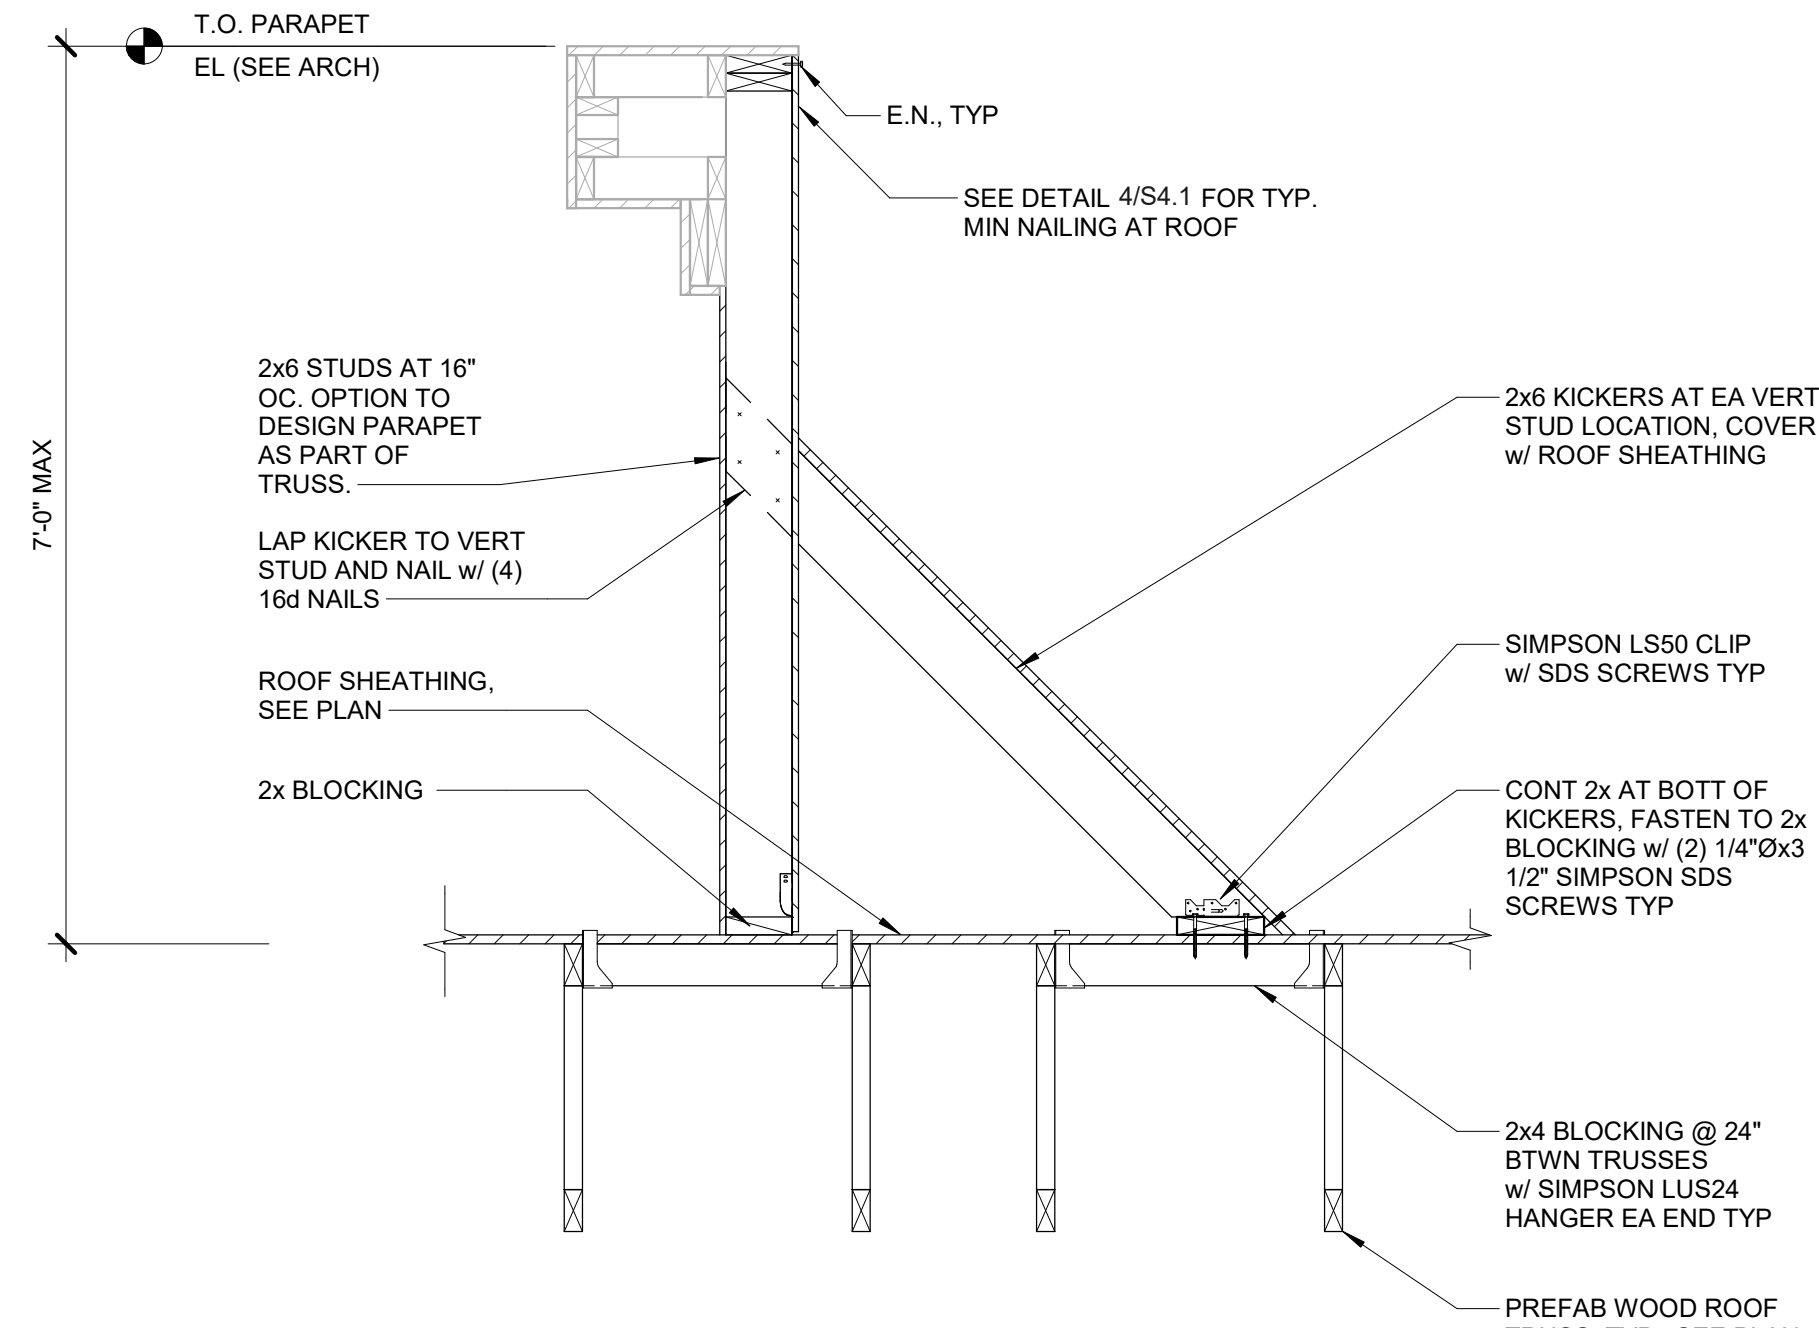 T.O. PARAPET
EL (SEE ARCH)
E.N., TYP
SEE DETAIL 4/S4.1 FOR TYP.
MIN NAILING AT ROOF
7'-0" MAX
2x6 STUDS AT 16"
OC. OPTION TO
DESIGN PARAPET
AS PART OF
TRUSS.
LAP KICKER TO VERT
STUD AND NAIL w/ (4)
16d NAILS
ROOF SHEATHING,
SEE PLAN
2x BLOCKING
2x6 KICKERS AT EA VERT
STUD LOCATION, COVER
w/ ROOF SHEATHING
SIMPSON LS50 CLIP
w/ SDS SCREWS TYP
CONT 2x AT BOTT OF
KICKERS, FASTEN TO 2x
BLOCKING w/ (2) 1/4"Øx3
1/2" SIMPSON SDS
SCREWS TYP
2x4 BLOCKING @ 24"
BTWN TRUSSES
w/ SIMPSON LUS24
HANGER EA END TYP
PREFAB WOOD ROOF